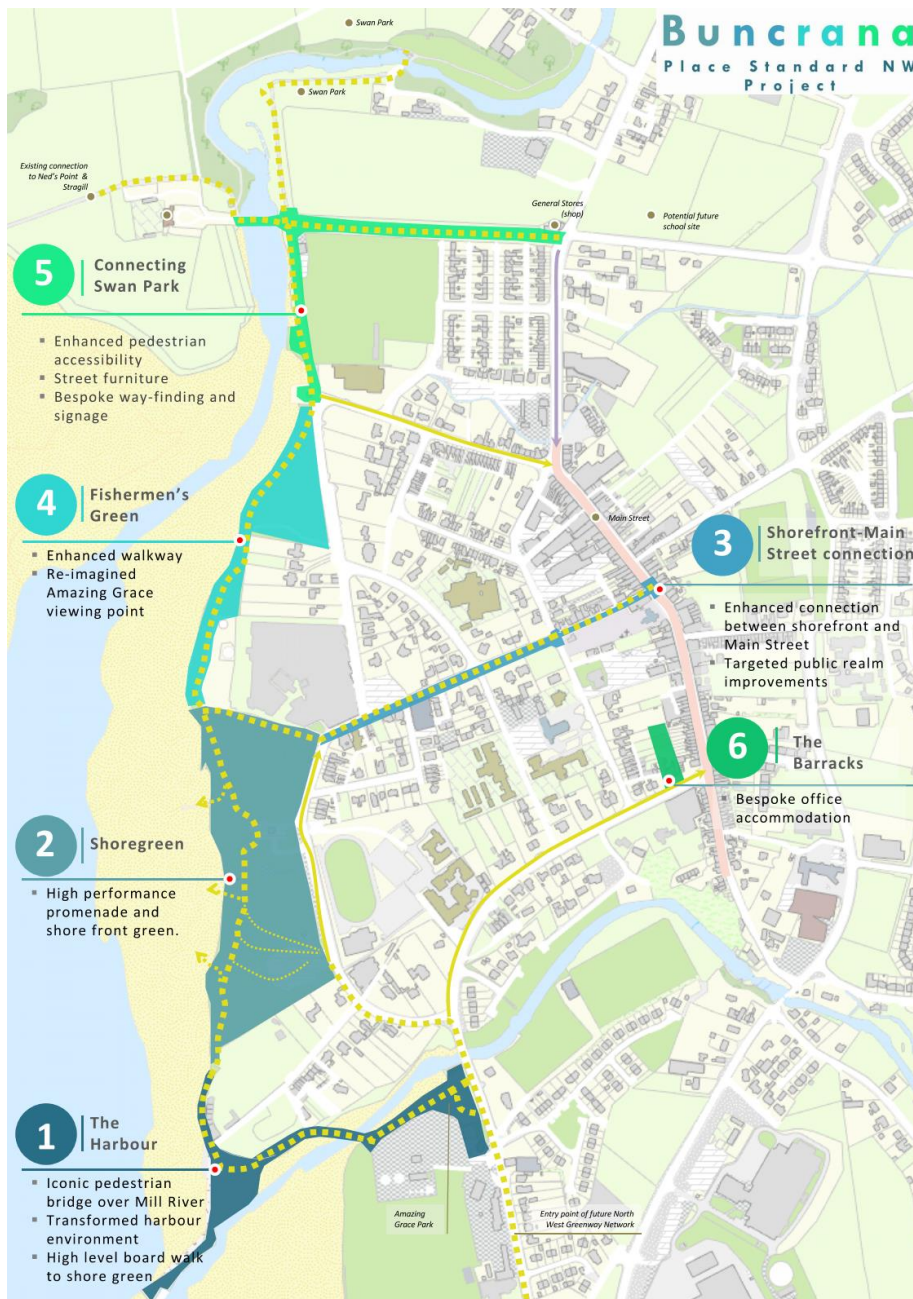 Buncrana
Place Standard NW
Project
Swan Park
Swan Park
Existing connection
to Ned's Point &
Stragill
General Stores
(shop)
Potential future
school site
5
Connecting
Swan Park
▪ Enhanced pedestrian
accessibility
▪ Street furniture
▪ Bespoke way-finding and
signage
4
Fishermen's
Green
▪ Enhanced walkway
▪ Re-imagined
Amazing Grace
viewing point
Main Street
3
Shorefront-Main
Street connection
▪ Enhanced connection
between shorefront and
Main Street
▪ Targeted public realm
improvements
6
The
Barracks
▪ Bespoke office
accommodation
2
Shoregreen
▪ High performance
promenade and
shore front green.
1
The
Harbour
▪ Iconic pedestrian
bridge over Mill River
▪ Transformed harbour
environment
▪ High level board walk
to shore green
Amazing
Grace Park
Entry point of future North
West Greenway Network